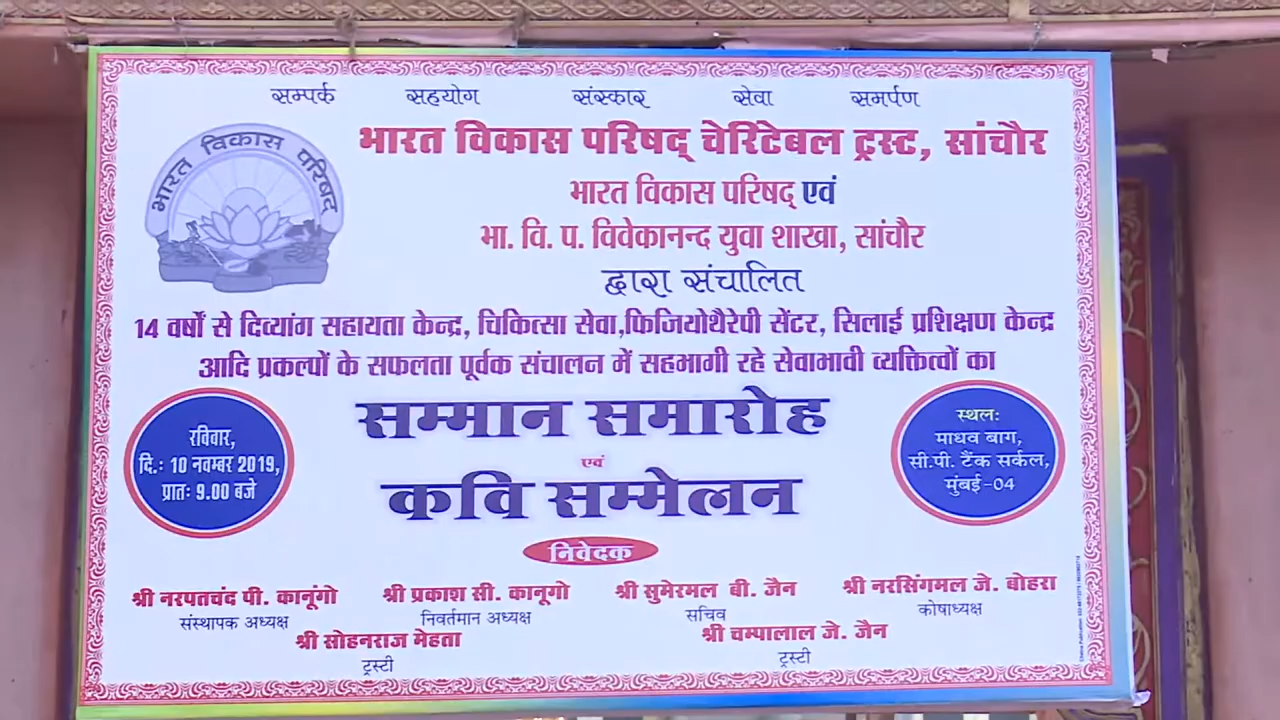 सम्पर्क सहयोग संस्कार सेवा समर्पण
भारत विकास परिषद्
भारत विकास परिषद् चेरिटेबल ट्रस्ट, सांचौर
भारत विकास परिषद् एवं
भा. वि. प. विवेकानन्द युवा शाखा, सांचौर
द्वारा संचालित
14 वर्षों से दिव्यांग सहायता केन्द्र, चिकित्सा सेवा,फिजियोथैरेपी सेंटर, सिलाई प्रशिक्षण केन्द्र
आदि प्रकल्पों के सफलता पूर्वक संचालन में सहभागी रहे सेवाभावी व्यक्तित्वों का
सम्मान समारोह
एवं
कवि सम्मेलन
रविवार,
दि.: 10 नवम्बर 2019,
प्रातः 9.00 बजे
स्थलः
माधव बाग,
सी.पी. टैंक सर्कल,
मुंबई-04
निवेदक
श्री नरपतचंद पी. कानूंगो श्री प्रकाश सी. कानूगो श्री सुमेरमल बी. जैन श्री नरसिंगमल जे. बोहरा
संस्थापक अध्यक्ष निवर्तमान अध्यक्ष सचिव कोषाध्यक्ष
श्री सोहनराज मेहता श्री चम्पालाल जे. जैन
ट्रस्टी ट्रस्टी